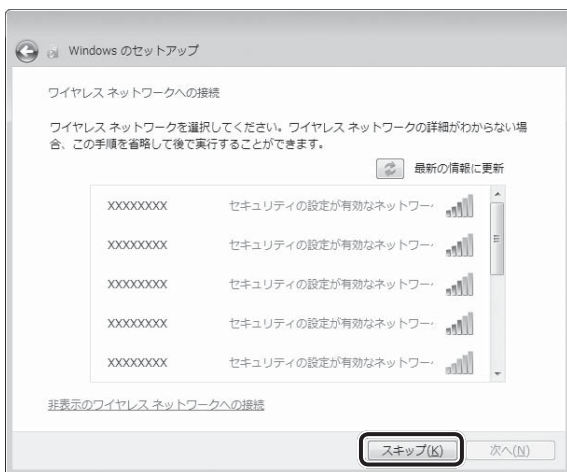 Windows のセットアップ
ワイヤレス ネットワークへの接続
ワイヤレス ネットワークを選択してください。ワイヤレス ネットワークの詳細がわからない場
合、この手順を省略して後で実行することができます。
最新の情報に更新
XXXXXXXX セキュリティの設定が有効なネットワー
XXXXXXXX セキュリティの設定が有効なネットワー
XXXXXXXX セキュリティの設定が有効なネットワー
XXXXXXXX セキュリティの設定が有効なネットワー
XXXXXXXX セキュリティの設定が有効なネットワー
非表示のワイヤレス ネットワークへの接続
スキップ(K) 次へ(N)